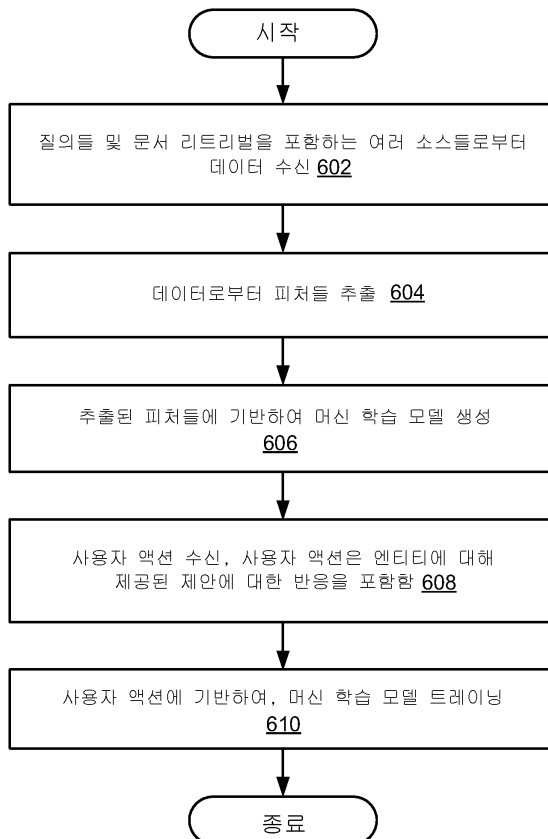 시작
질의들 및 문서 리트리벌을 포함하는 여러 소스들로부터
데이터 수신 602
데이터로부터 피처들 추출 604
추출된 피처들에 기반하여 머신 학습 모델 생성
606
사용자 액션 수신, 사용자 액션은 엔티티에 대해
제공된 제안에 대한 반응을 포함함 608
사용자 액션에 기반하여, 머신 학습 모델 트레이닝
610
종료